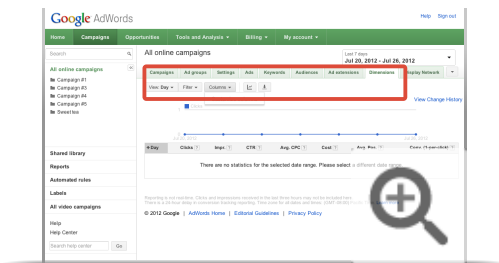 Google AdWords
Help Sign out
Home Campaigns Opportunities Tools and Analysis Billing My account
Search
All online campaigns
Last 7 days
Jul 20, 2012 - Jul 26, 2012
All online campaigns
Campaign #1
Campaign #3
Campaign #4
Campaign #5
Sweet tea
Campaigns Ad groups Settings Ads Keywords Audiences Ad extensions Dimensions Display Network
View: Day Filter Columns
View Change History
Day Clicks Impr. CTR Avg. CPC Cost Avg. Pos.
There are no statistics for the selected date range. Please select a different date range.
Shared library
Reports
Automated rules
Labels
All video campaigns
Help
Help Center
Search help center Go
© 2012 Google | AdWords Home | Editorial Guidelines | Privacy Policy